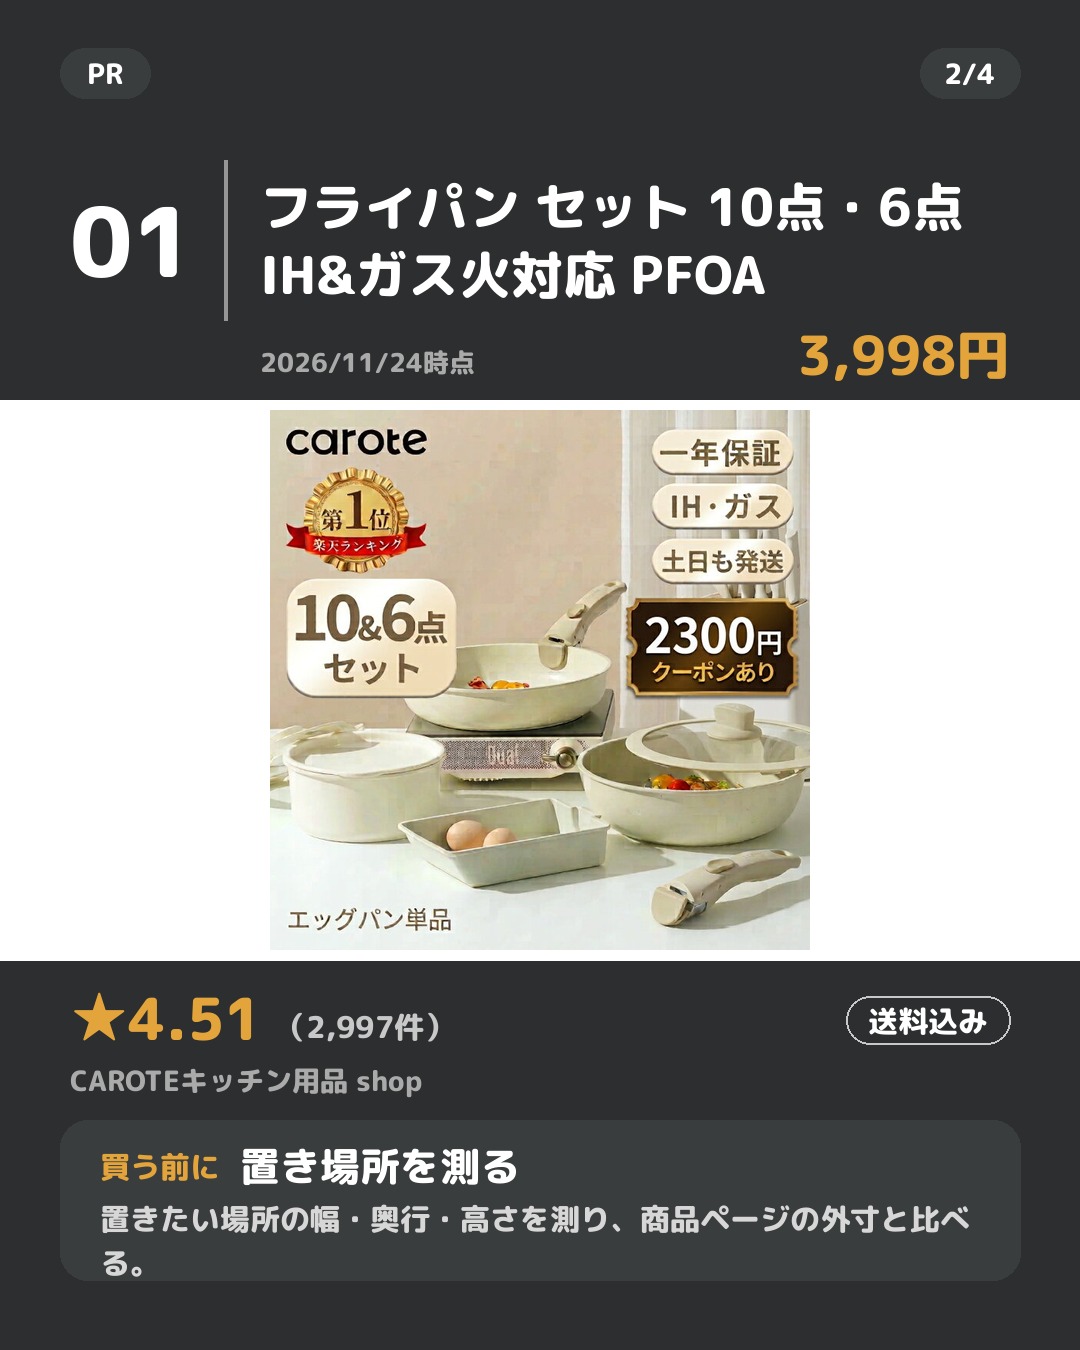 PR
2/4
01
フライパン セット 10点・6点
IH&ガス火対応 PFOA
2026/11/24時点
3,998円
carote
第1位
楽天ランキング
10&6点
セット
一年保証
IH・ガス
土日も発送
2300円
クーポンあり
Dual
エッグパン単品
★4.51 (2,997件)
送料込み
CAROTEキッチン用品 shop
買う前に 置き場所を測る
置きたい場所の幅・奥行・高さを測り、商品ページの外寸と比べ
る。